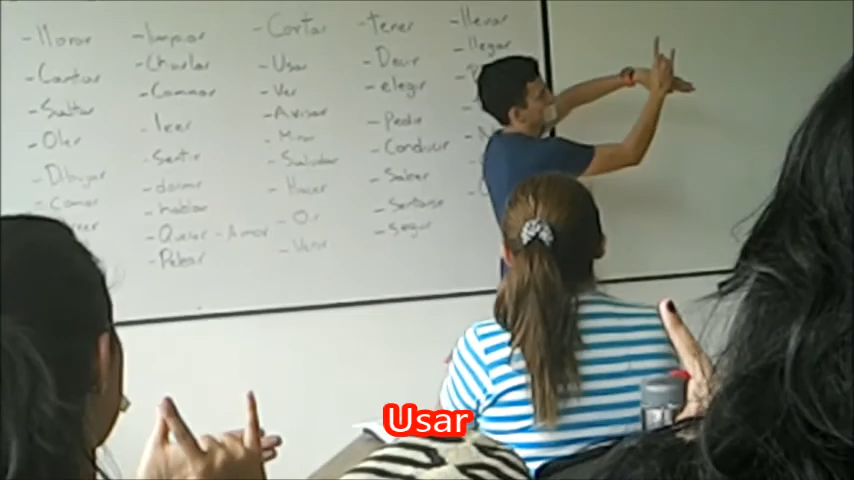 - llorar
- Cantar
- Saltar
- Oler
- Dibujar
- Comer
- limpiar
- Charlar
- Caminar
- leer
- Sentir
- dormir
- hablar
- Querer - Amar
- Pelear
- Cortar
- Usar
- Ver
- Avisar
- Mirar
- Saludar
- Hacer
- Oir
- Venir
- Tener
- Decir
- elegir
- Pedir
- Conducir
- Saber
- Sentarse
- Seguir
- llevar
- llegar
Usar